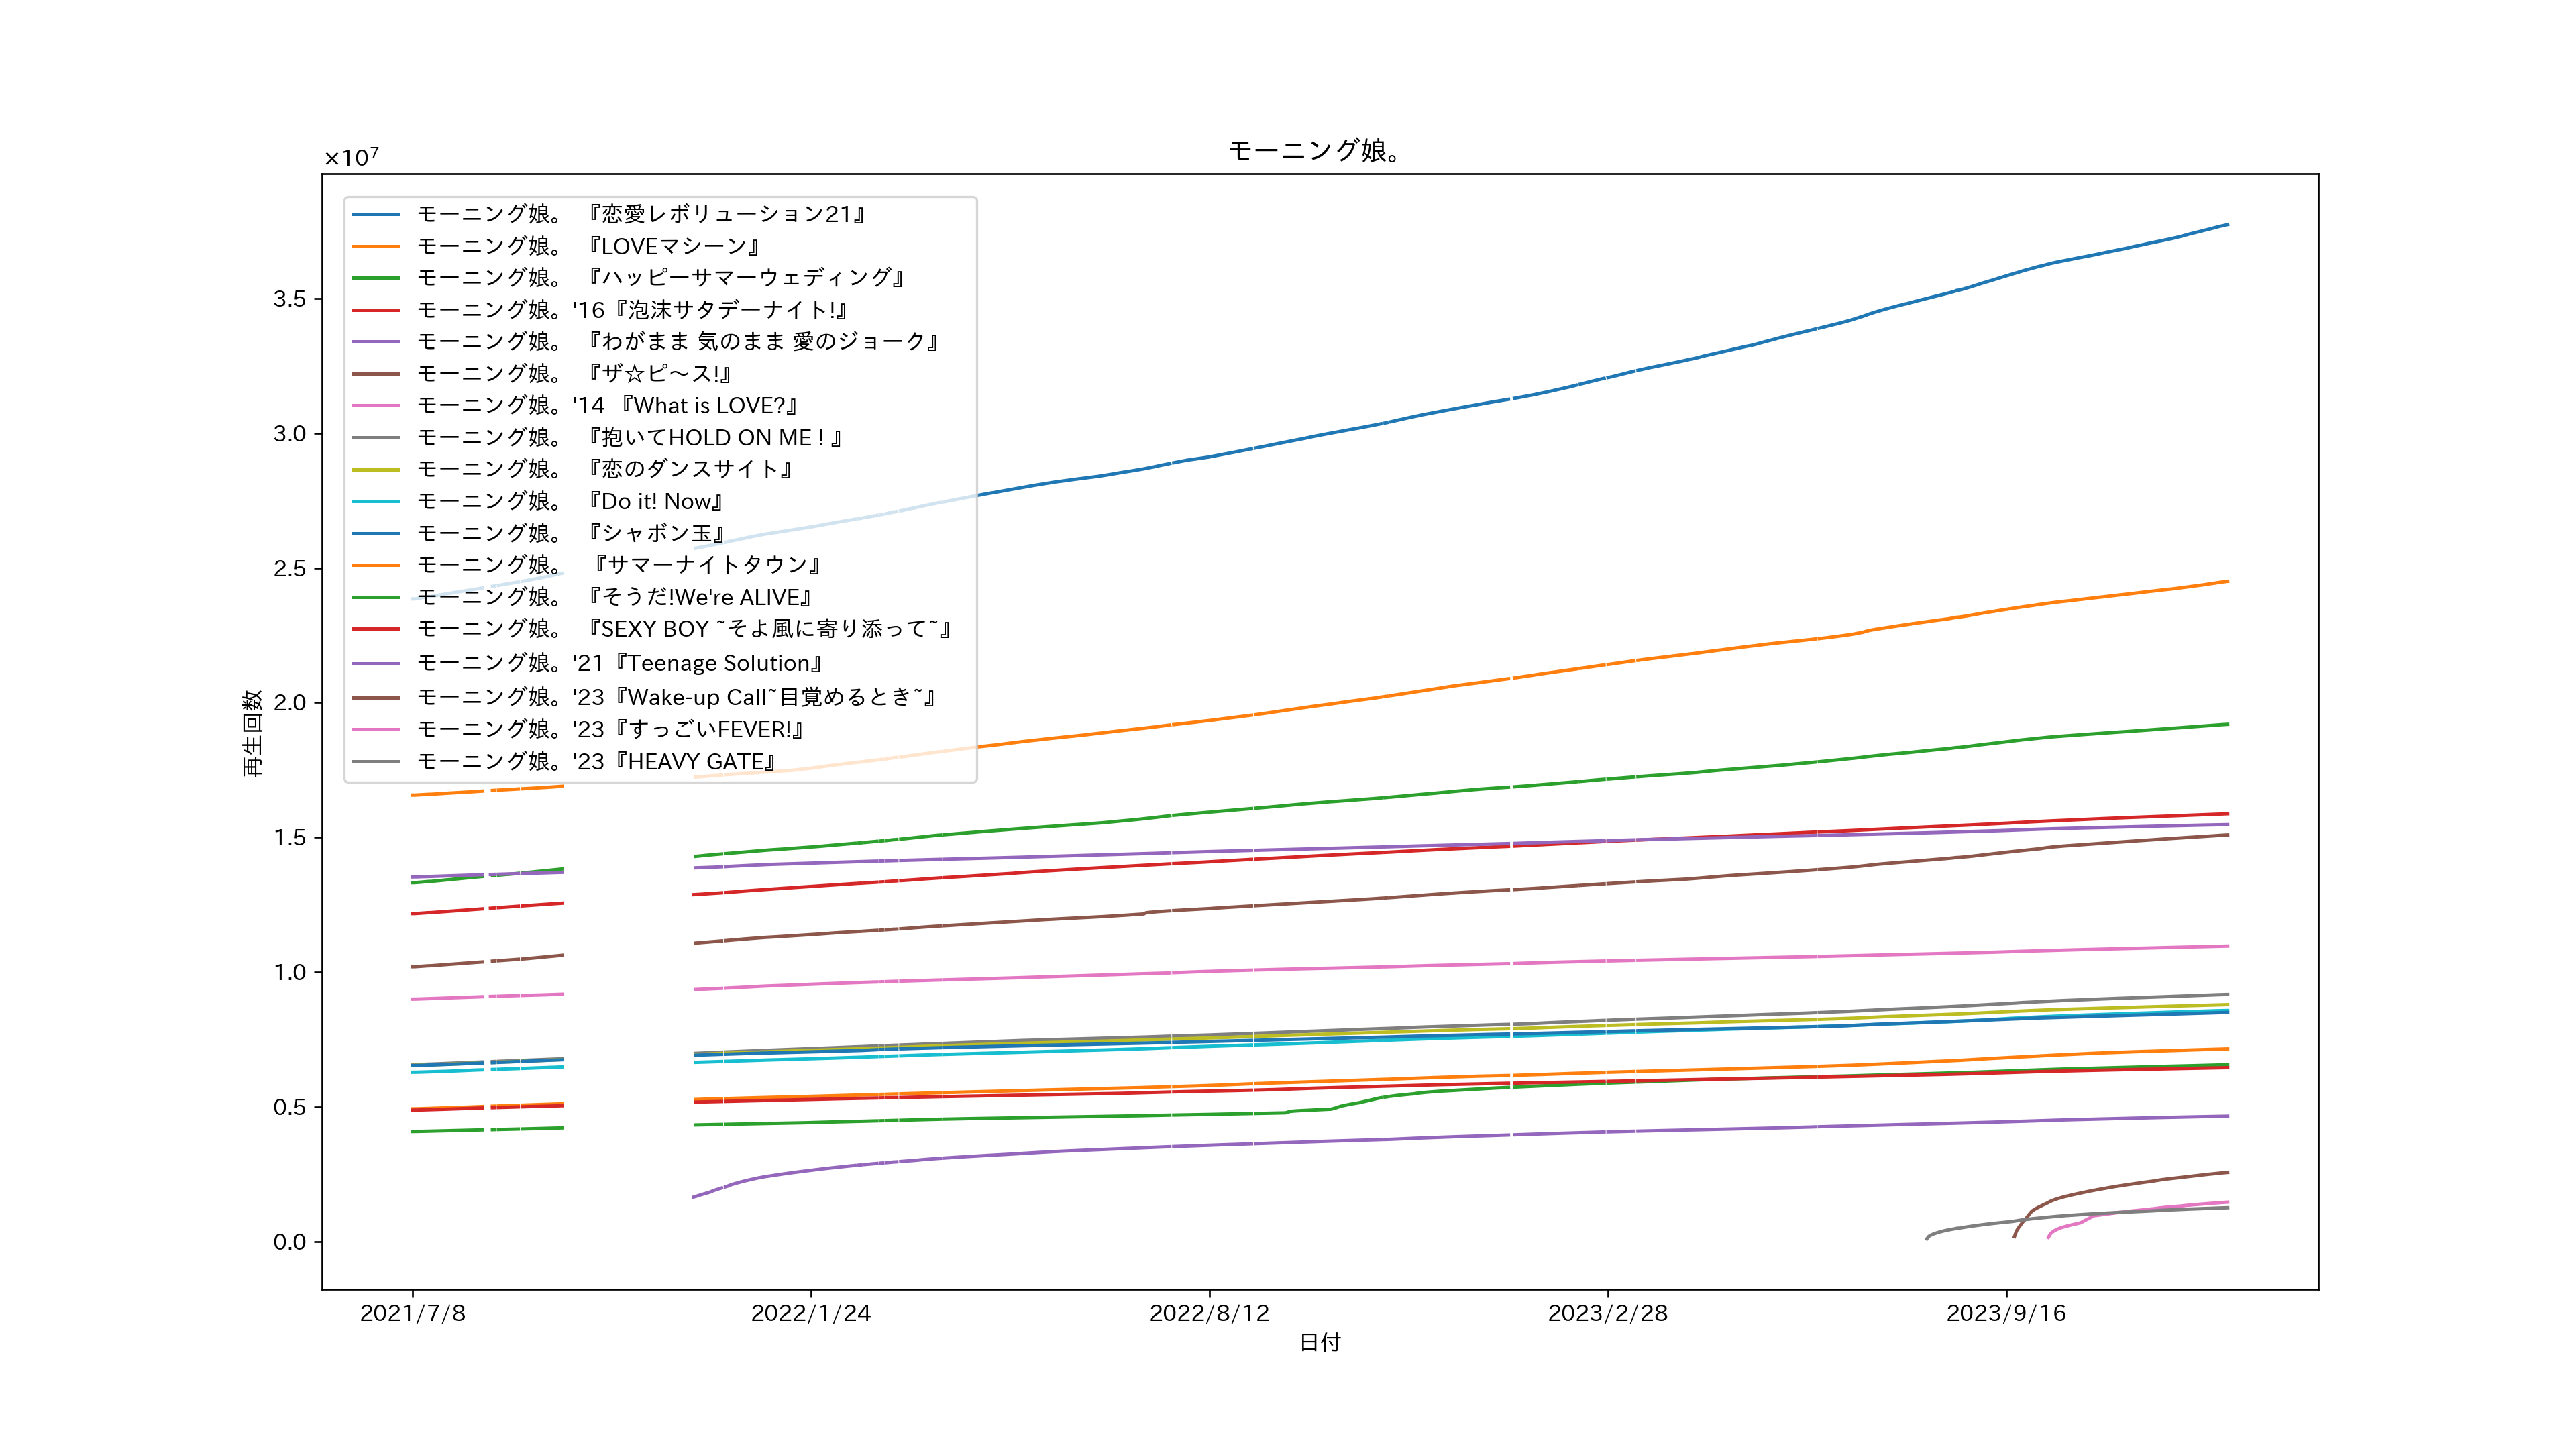 モーニング娘。
×10⁷
モーニング娘。 『恋愛レボリューション21』
モーニング娘。 『LOVEマシーン』
モーニング娘。 『ハッピーサマーウェディング』
モーニング娘。'16『泡沫サタデーナイト!』
モーニング娘。 『わがまま 気のまま 愛のジョーク』
モーニング娘。 『ザ☆ピ〜ス!』
モーニング娘。'14 『What is LOVE?』
モーニング娘。 『抱いてHOLD ON ME ! 』
モーニング娘。 『恋のダンスサイト』
モーニング娘。 『Do it! Now』
モーニング娘。 『シャボン玉』
モーニング娘。 『サマーナイトタウン』
モーニング娘。 『そうだ!We're ALIVE』
モーニング娘。 『SEXY BOY ~そよ風に寄り添って~』
モーニング娘。'21『Teenage Solution』
モーニング娘。'23『Wake-up Call~目覚めるとき~』
モーニング娘。'23『すっごいFEVER!』
モーニング娘。'23『HEAVY GATE』
3.5
3.0
2.5
2.0
1.5
1.0
0.5
0.0
再生回数
2021/7/8
2022/1/24
2022/8/12
2023/2/28
2023/9/16
日付